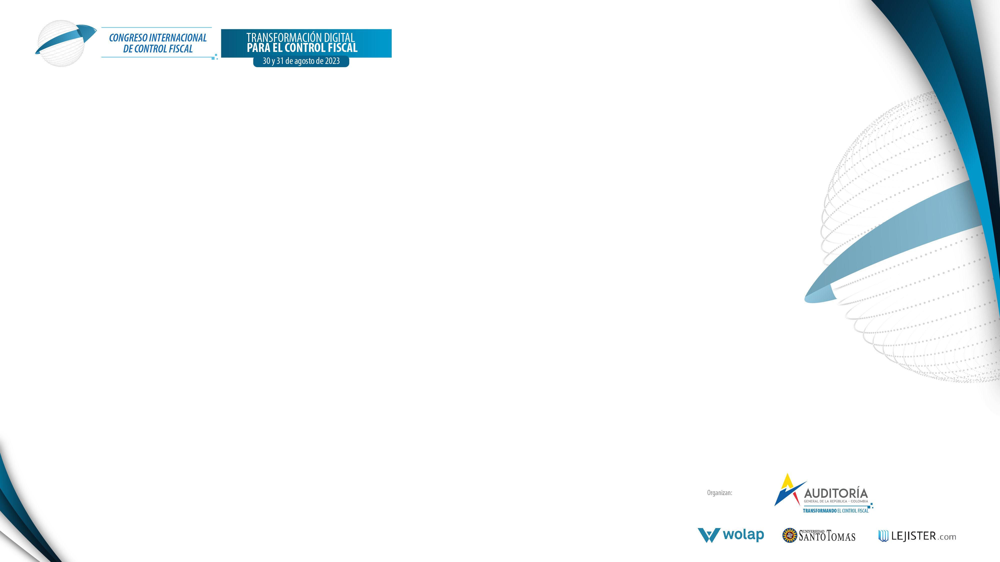 CONGRESO INTERNACIONAL
DE CONTROL FISCAL
TRANSFORMACIÓN DIGITAL
PARA EL CONTROL FISCAL
30 y 31 de agosto de 2023
Organizan:
AUDITORÍA
GENERAL DE LA REPÚBLICA - COLOMBIA
TRANSFORMANDO EL CONTROL FISCAL
wolap
UNIVERSIDAD
SANTO TOMÁS
LEJISTER.com